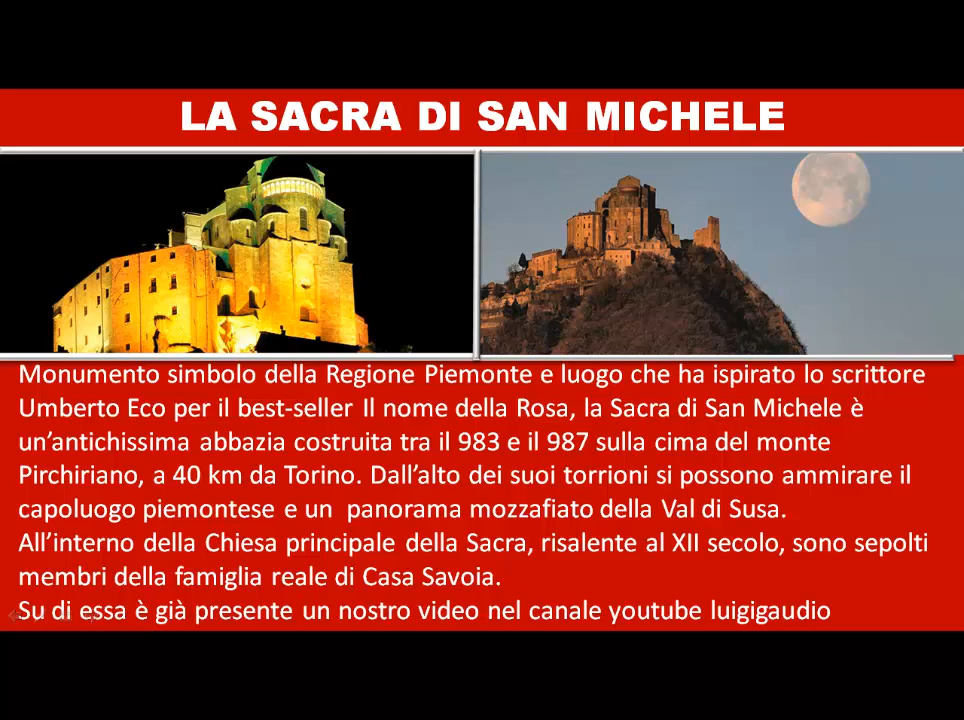 LA SACRA DI SAN MICHELE
Monumento simbolo della Regione Piemonte e luogo che ha ispirato lo scrittore
Umberto Eco per il best-seller Il nome della Rosa, la Sacra di San Michele è
un’antichissima abbazia costruita tra il 983 e il 987 sulla cima del monte
Pirchiriano, a 40 km da Torino. Dall’alto dei suoi torrioni si possono ammirare il
capoluogo piemontese e un  panorama mozzafiato della Val di Susa.
All’interno della Chiesa principale della Sacra, risalente al XII secolo, sono sepolti
membri della famiglia reale di Casa Savoia.
Su di essa è già presente un nostro video nel canale youtube luigigaudio